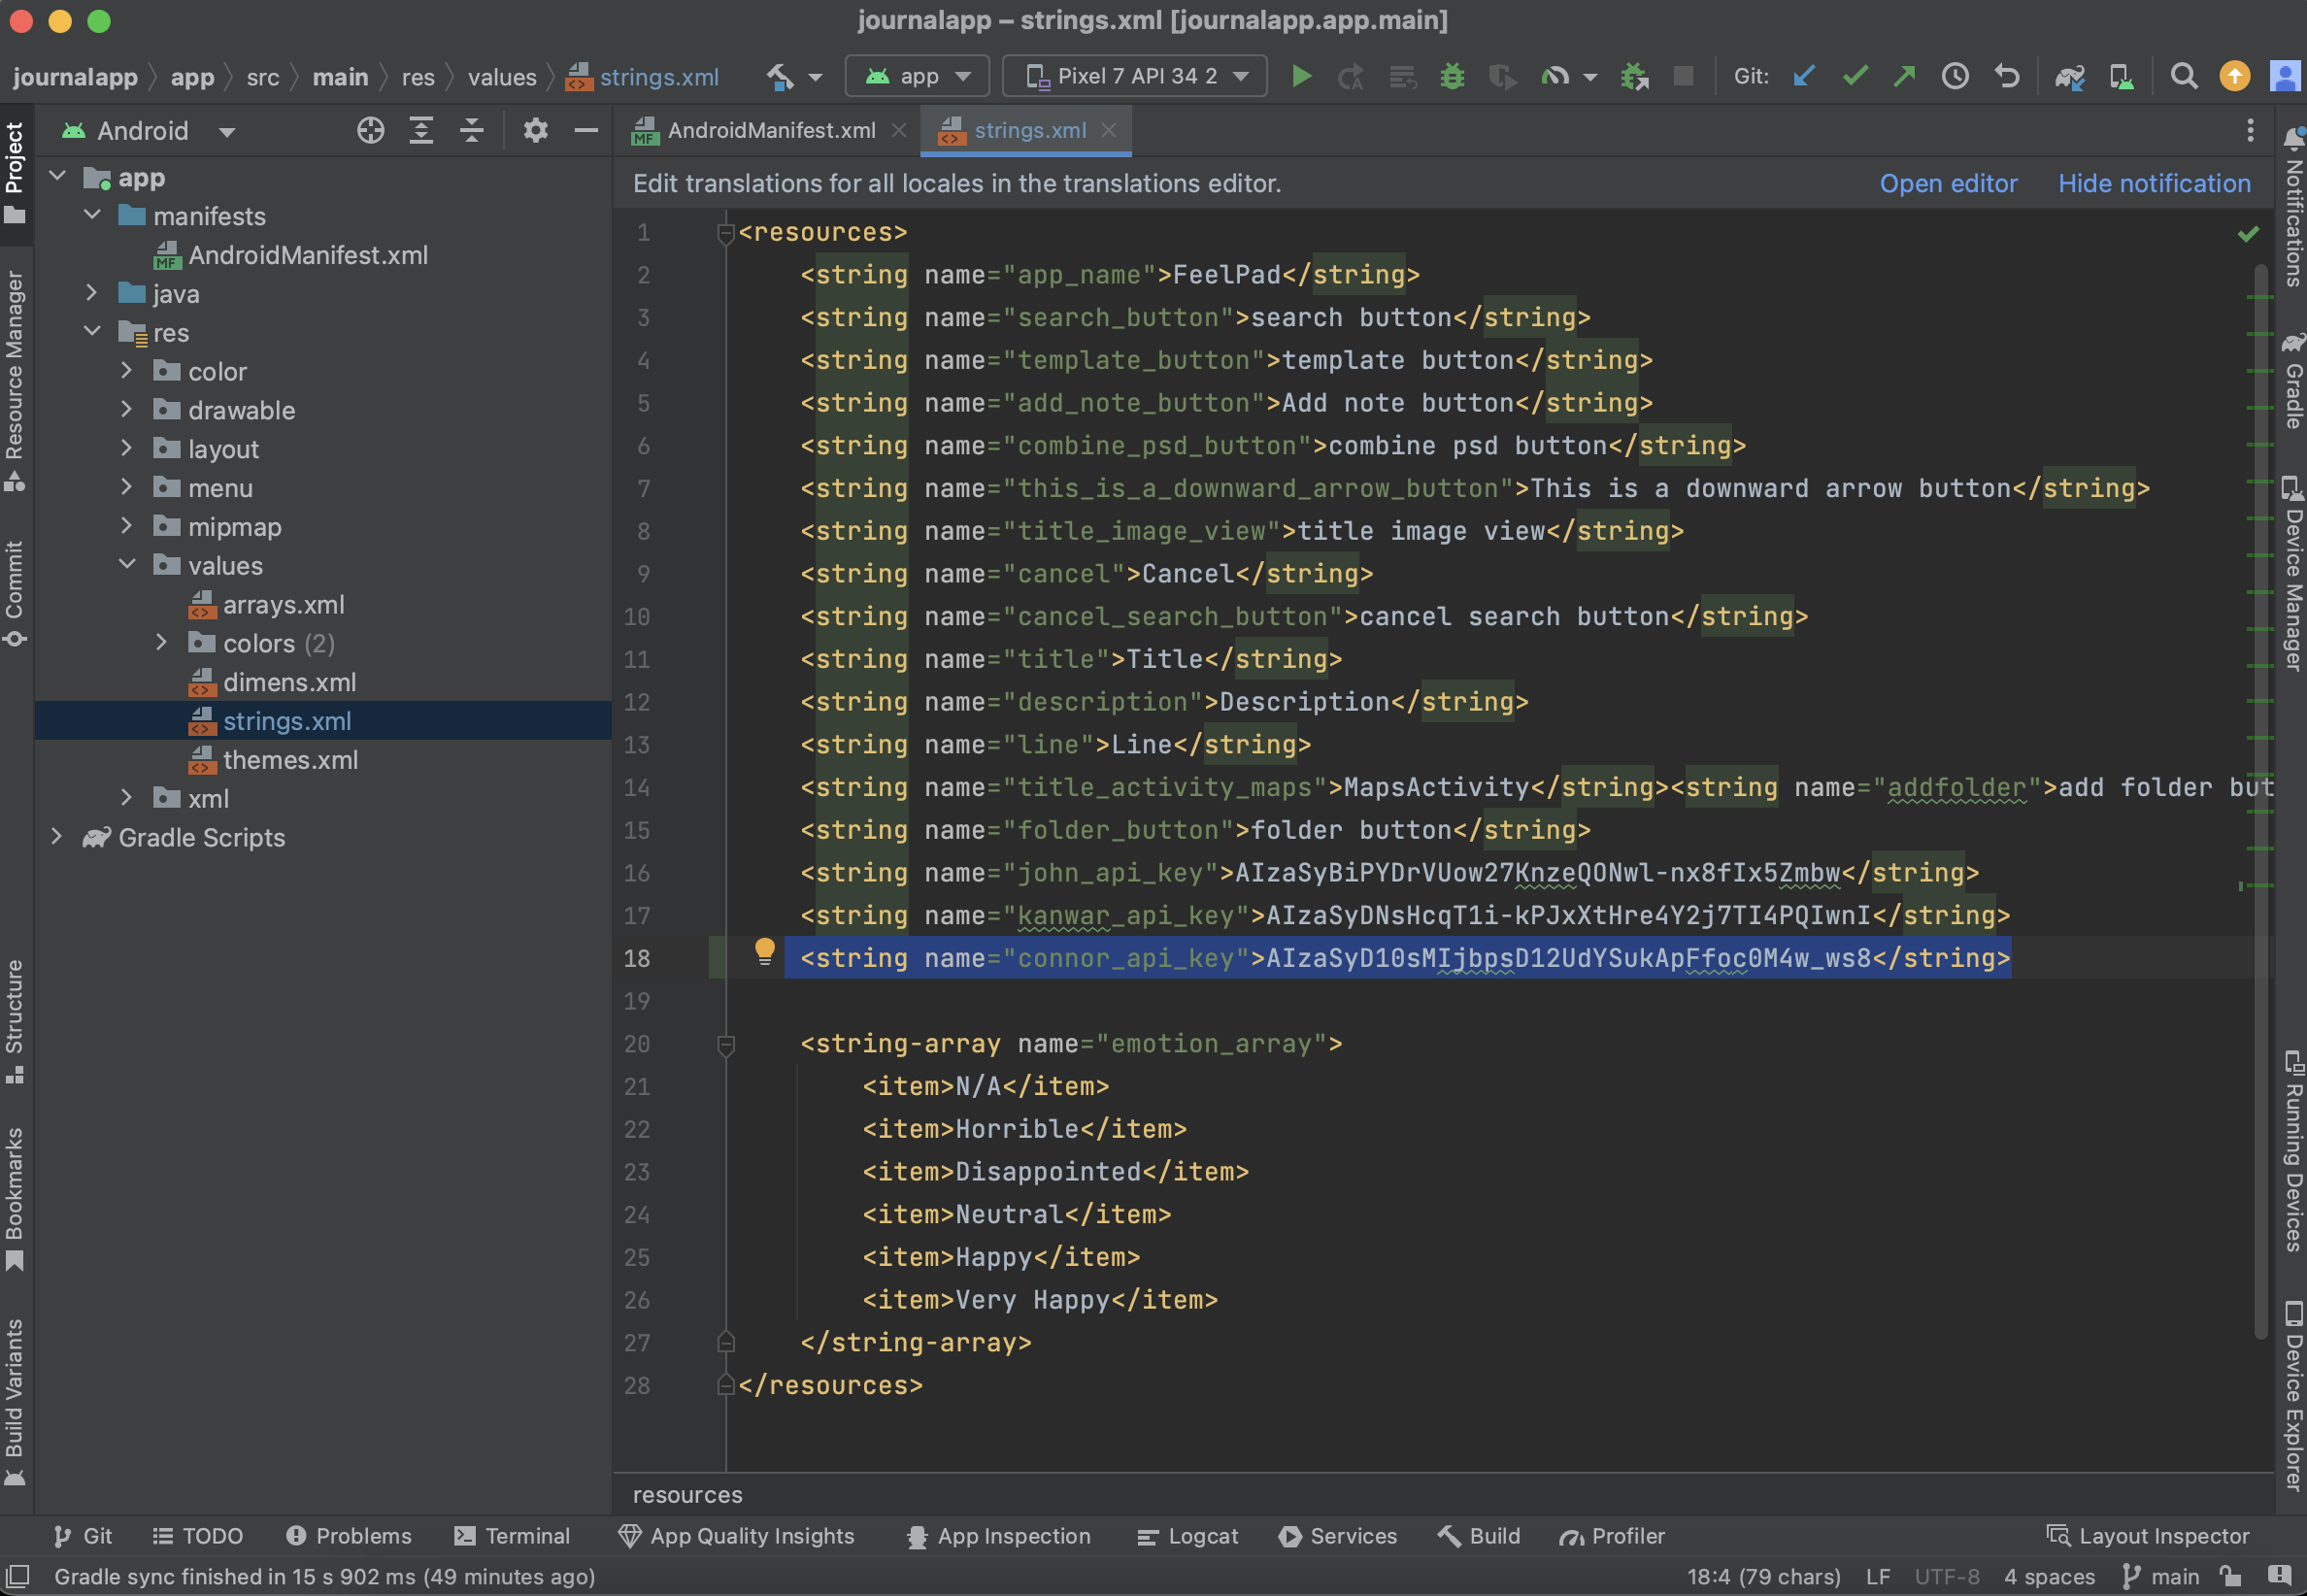 journalapp – strings.xml [journalapp.app.main]
journalapp app src main res values strings.xml app Pixel 7 API 34 2 Git:
Project
Resource Manager
Commit
Structure
Bookmarks
Build Variants
Android
app
manifests
AndroidManifest.xml
java
res
color
drawable
layout
menu
mipmap
values
arrays.xml
colors (2)
dimens.xml
strings.xml
themes.xml
xml
Gradle Scripts
AndroidManifest.xml strings.xml
Edit translations for all locales in the translations editor. Open editor Hide notification
1 <resources>
2 <string name="app_name">FeelPad</string>
3 <string name="search_button">search button</string>
4 <string name="template_button">template button</string>
5 <string name="add_note_button">Add note button</string>
6 <string name="combine_psd_button">combine psd button</string>
7 <string name="this_is_a_downward_arrow_button">This is a downward arrow button</string>
8 <string name="title_image_view">title image view</string>
9 <string name="cancel">Cancel</string>
10 <string name="cancel_search_button">cancel search button</string>
11 <string name="title">Title</string>
12 <string name="description">Description</string>
13 <string name="line">Line</string>
14 <string name="title_activity_maps">MapsActivity</string><string name="addfolder">add folder but
15 <string name="folder_button">folder button</string>
16 <string name="john_api_key">AIzaSyBiPYDrVUow27KnzeQONwl-nx8fIx5Zmbw</string>
17 <string name="kanwar_api_key">AIzaSyDNsHcqT1i-kPJxXtHre4Y2j7TI4PQIwnI</string>
18 <string name="connor_api_key">AIzaSyD10sMIjbpsD12UdYSukApFfoc0M4w_ws8</string>
19
20 <string-array name="emotion_array">
21 <item>N/A</item>
22 <item>Horrible</item>
23 <item>Disappointed</item>
24 <item>Neutral</item>
25 <item>Happy</item>
26 <item>Very Happy</item>
27 </string-array>
28 </resources>
resources
Notifications
Gradle
Device Manager
Running Devices
Device Explorer
Git TODO Problems Terminal App Quality Insights App Inspection Logcat Services Build Profiler Layout Inspector
Gradle sync finished in 15 s 902 ms (49 minutes ago) 18:4 (79 chars) LF UTF-8 4 spaces main